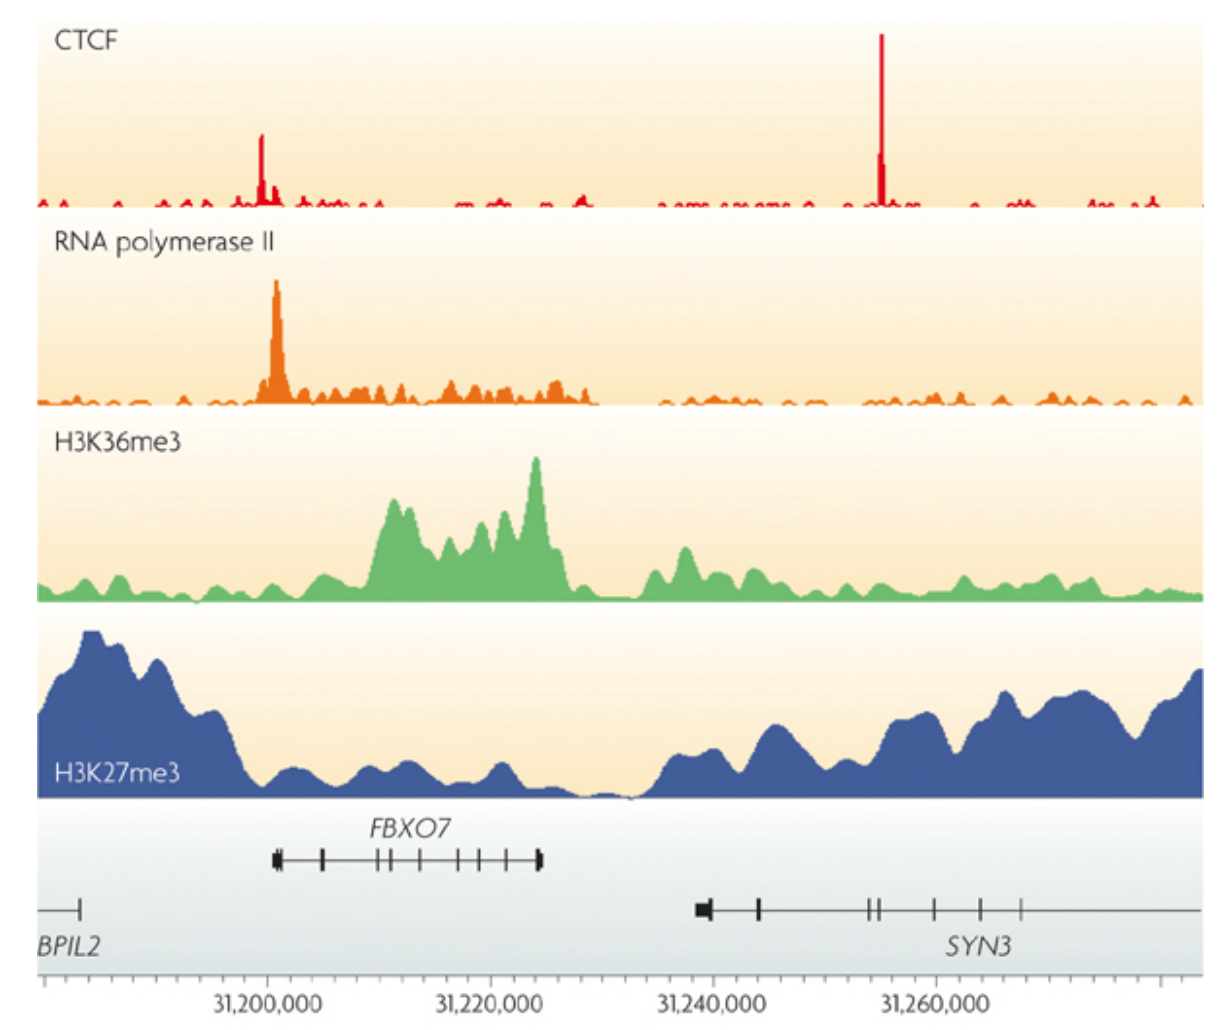 CTCF
RNA polymerase II
H3K36me3
H3K27me3
FBXO7
BPIL2
SYN3
31,200,000 31,220,000 31,240,000 31,260,000